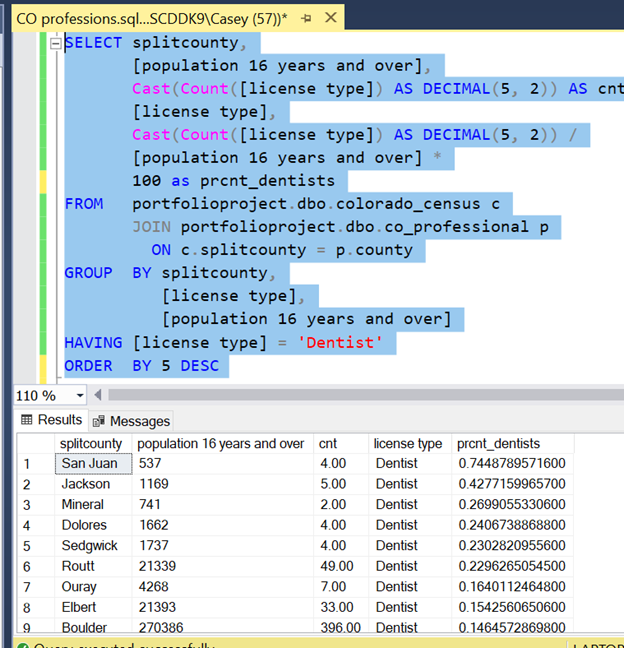 CO professions.sql...SCDDK9\Casey (57))*
SELECT splitcounty,
[population 16 years and over],
Cast(Count([license type]) AS DECIMAL(5, 2)) AS cnt
[license type],
Cast(Count([license type]) AS DECIMAL(5, 2)) /
[population 16 years and over] *
100 as prcnt_dentists
FROM portfolioproject.dbo.colorado_census c
JOIN portfolioproject.dbo.co_professional p
ON c.splitcounty = p.county
GROUP BY splitcounty,
[license type],
[population 16 years and over]
HAVING [license type] = 'Dentist'
ORDER BY 5 DESC
110 %
Results Messages
splitcounty population 16 years and over cnt license type prcnt_dentists
1 San Juan 537 4.00 Dentist 0.7448789571600
2 Jackson 1169 5.00 Dentist 0.4277159965700
3 Mineral 741 2.00 Dentist 0.2699055330600
4 Dolores 1662 4.00 Dentist 0.2406738868800
5 Sedgwick 1737 4.00 Dentist 0.2302820955600
6 Routt 21339 49.00 Dentist 0.2296265054500
7 Ouray 4268 7.00 Dentist 0.1640112464800
8 Elbert 21393 33.00 Dentist 0.1542560650600
9 Boulder 270386 396.00 Dentist 0.1464572869800
Query executed successfully LAPTOP